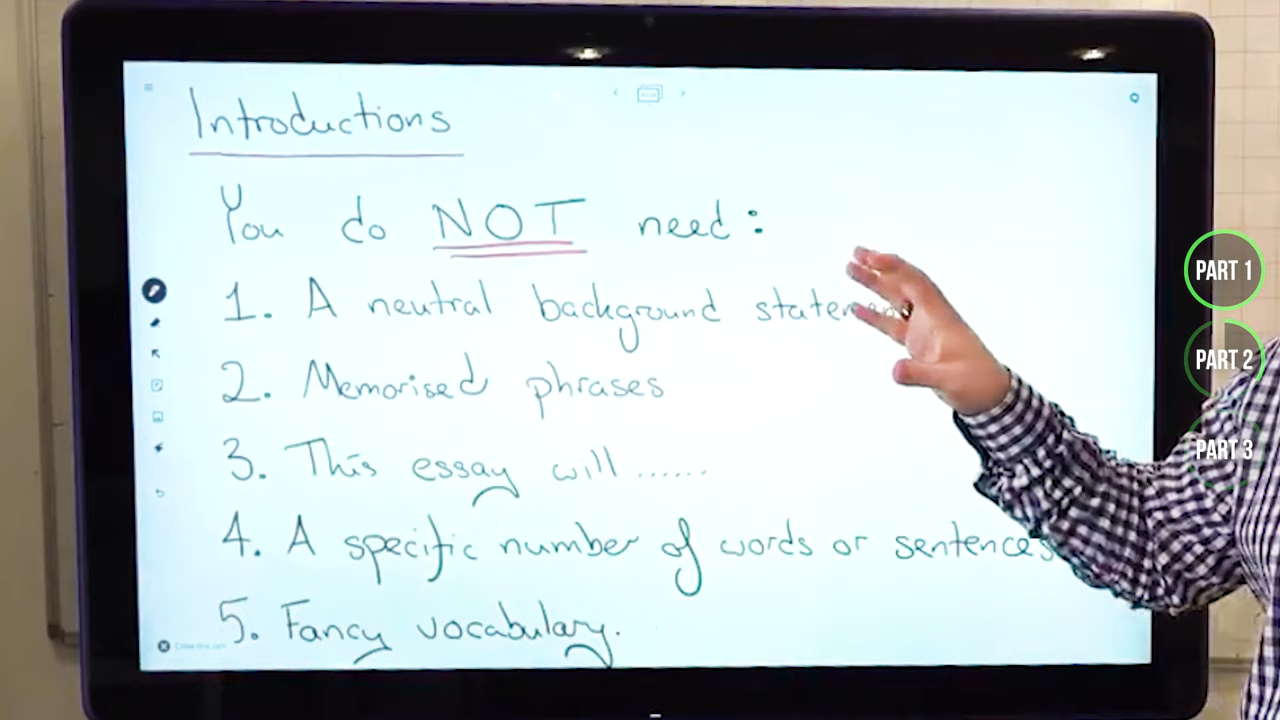 Introductions
You do NOT need:
1. A neutral background
2. Memorised phrases
3. This essay will ......
4. A specific number of words or sentences
5. Fancy vocabulary.
PART 1
PART 2
PART 3